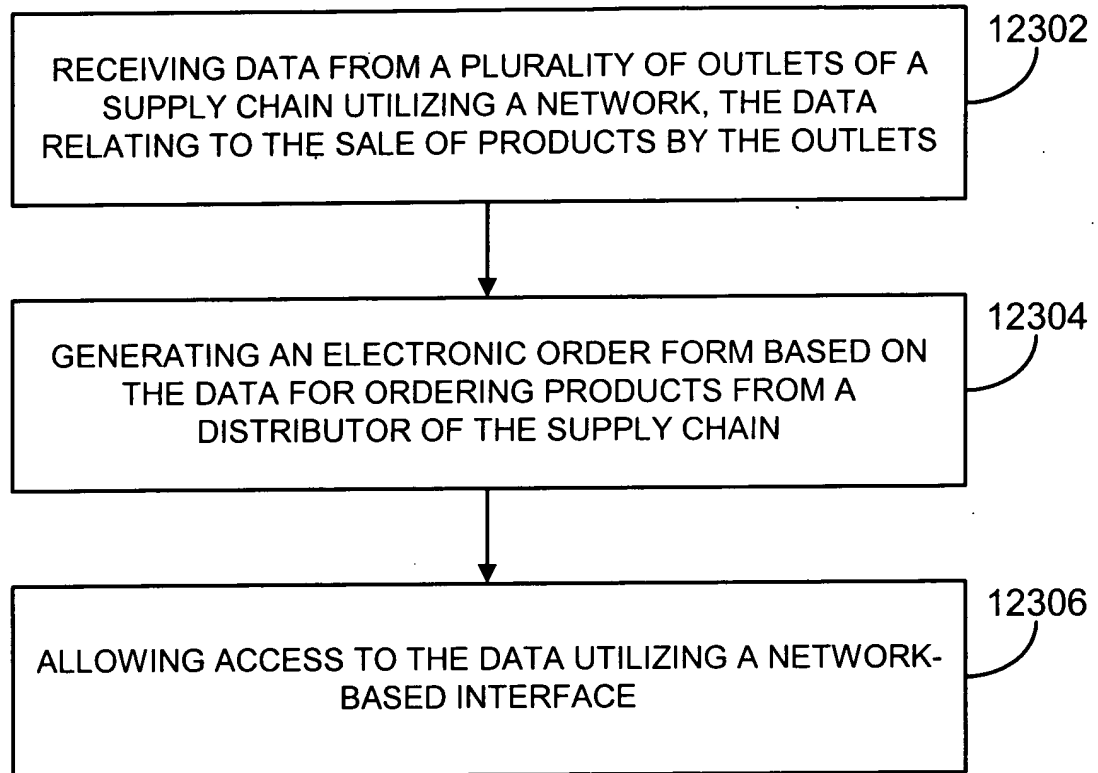 12302
RECEIVING DATA FROM A PLURALITY OF OUTLETS OF A
SUPPLY CHAIN UTILIZING A NETWORK, THE DATA
RELATING TO THE SALE OF PRODUCTS BY THE OUTLETS
12304
GENERATING AN ELECTRONIC ORDER FORM BASED ON
THE DATA FOR ORDERING PRODUCTS FROM A
DISTRIBUTOR OF THE SUPPLY CHAIN
12306
ALLOWING ACCESS TO THE DATA UTILIZING A NETWORK-
BASED INTERFACE